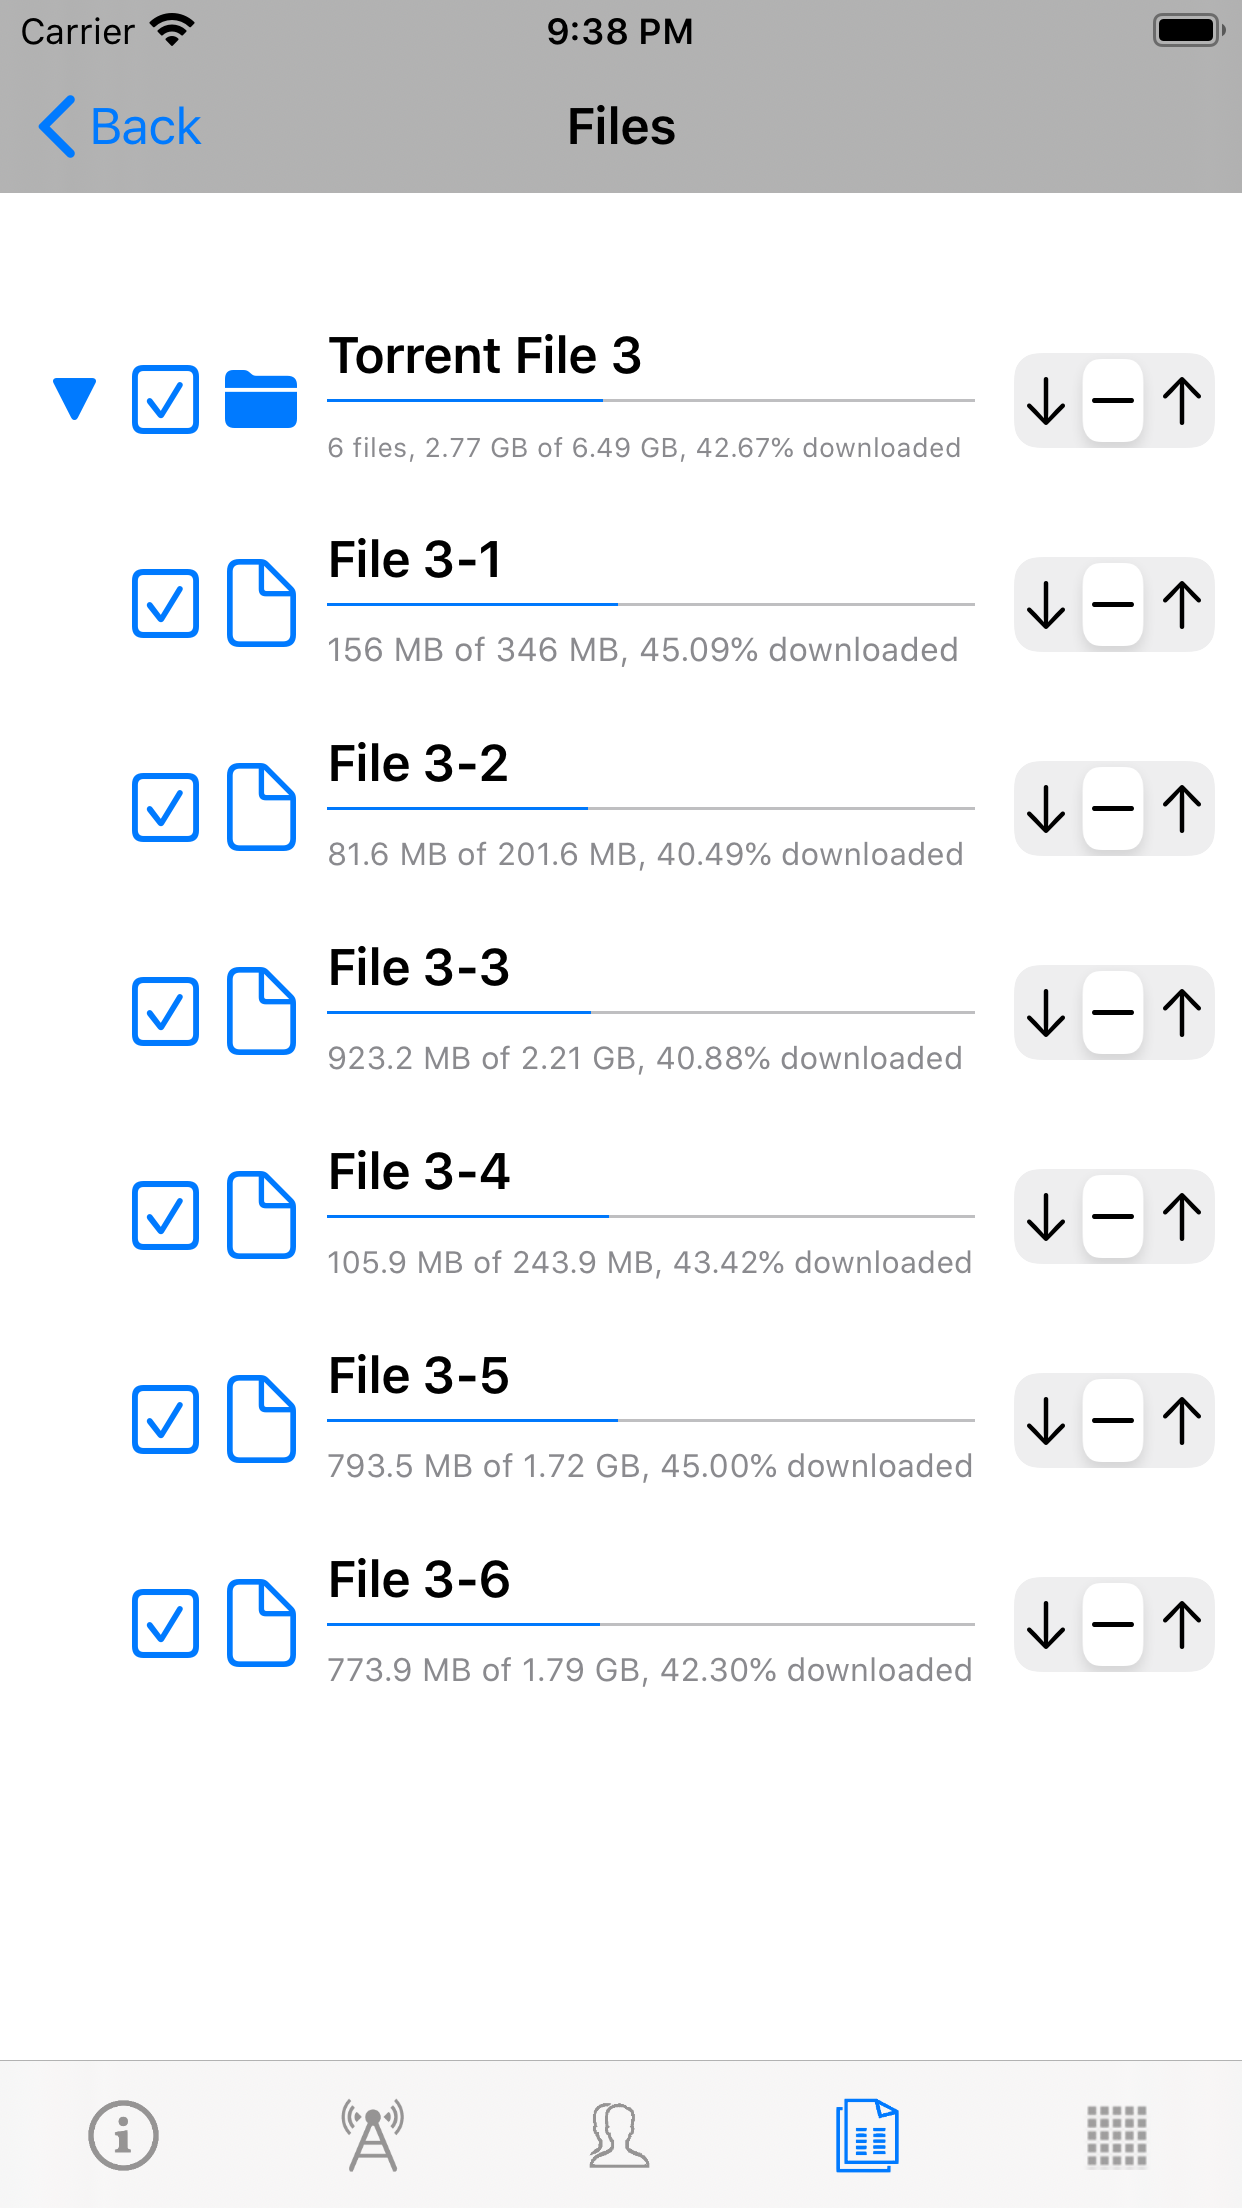 Carrier 9:38 PM
Back Files
Torrent File 3
6 files, 2.77 GB of 6.49 GB, 42.67% downloaded
File 3-1
156 MB of 346 MB, 45.09% downloaded
File 3-2
81.6 MB of 201.6 MB, 40.49% downloaded
File 3-3
923.2 MB of 2.21 GB, 40.88% downloaded
File 3-4
105.9 MB of 243.9 MB, 43.42% downloaded
File 3-5
793.5 MB of 1.72 GB, 45.00% downloaded
File 3-6
773.9 MB of 1.79 GB, 42.30% downloaded